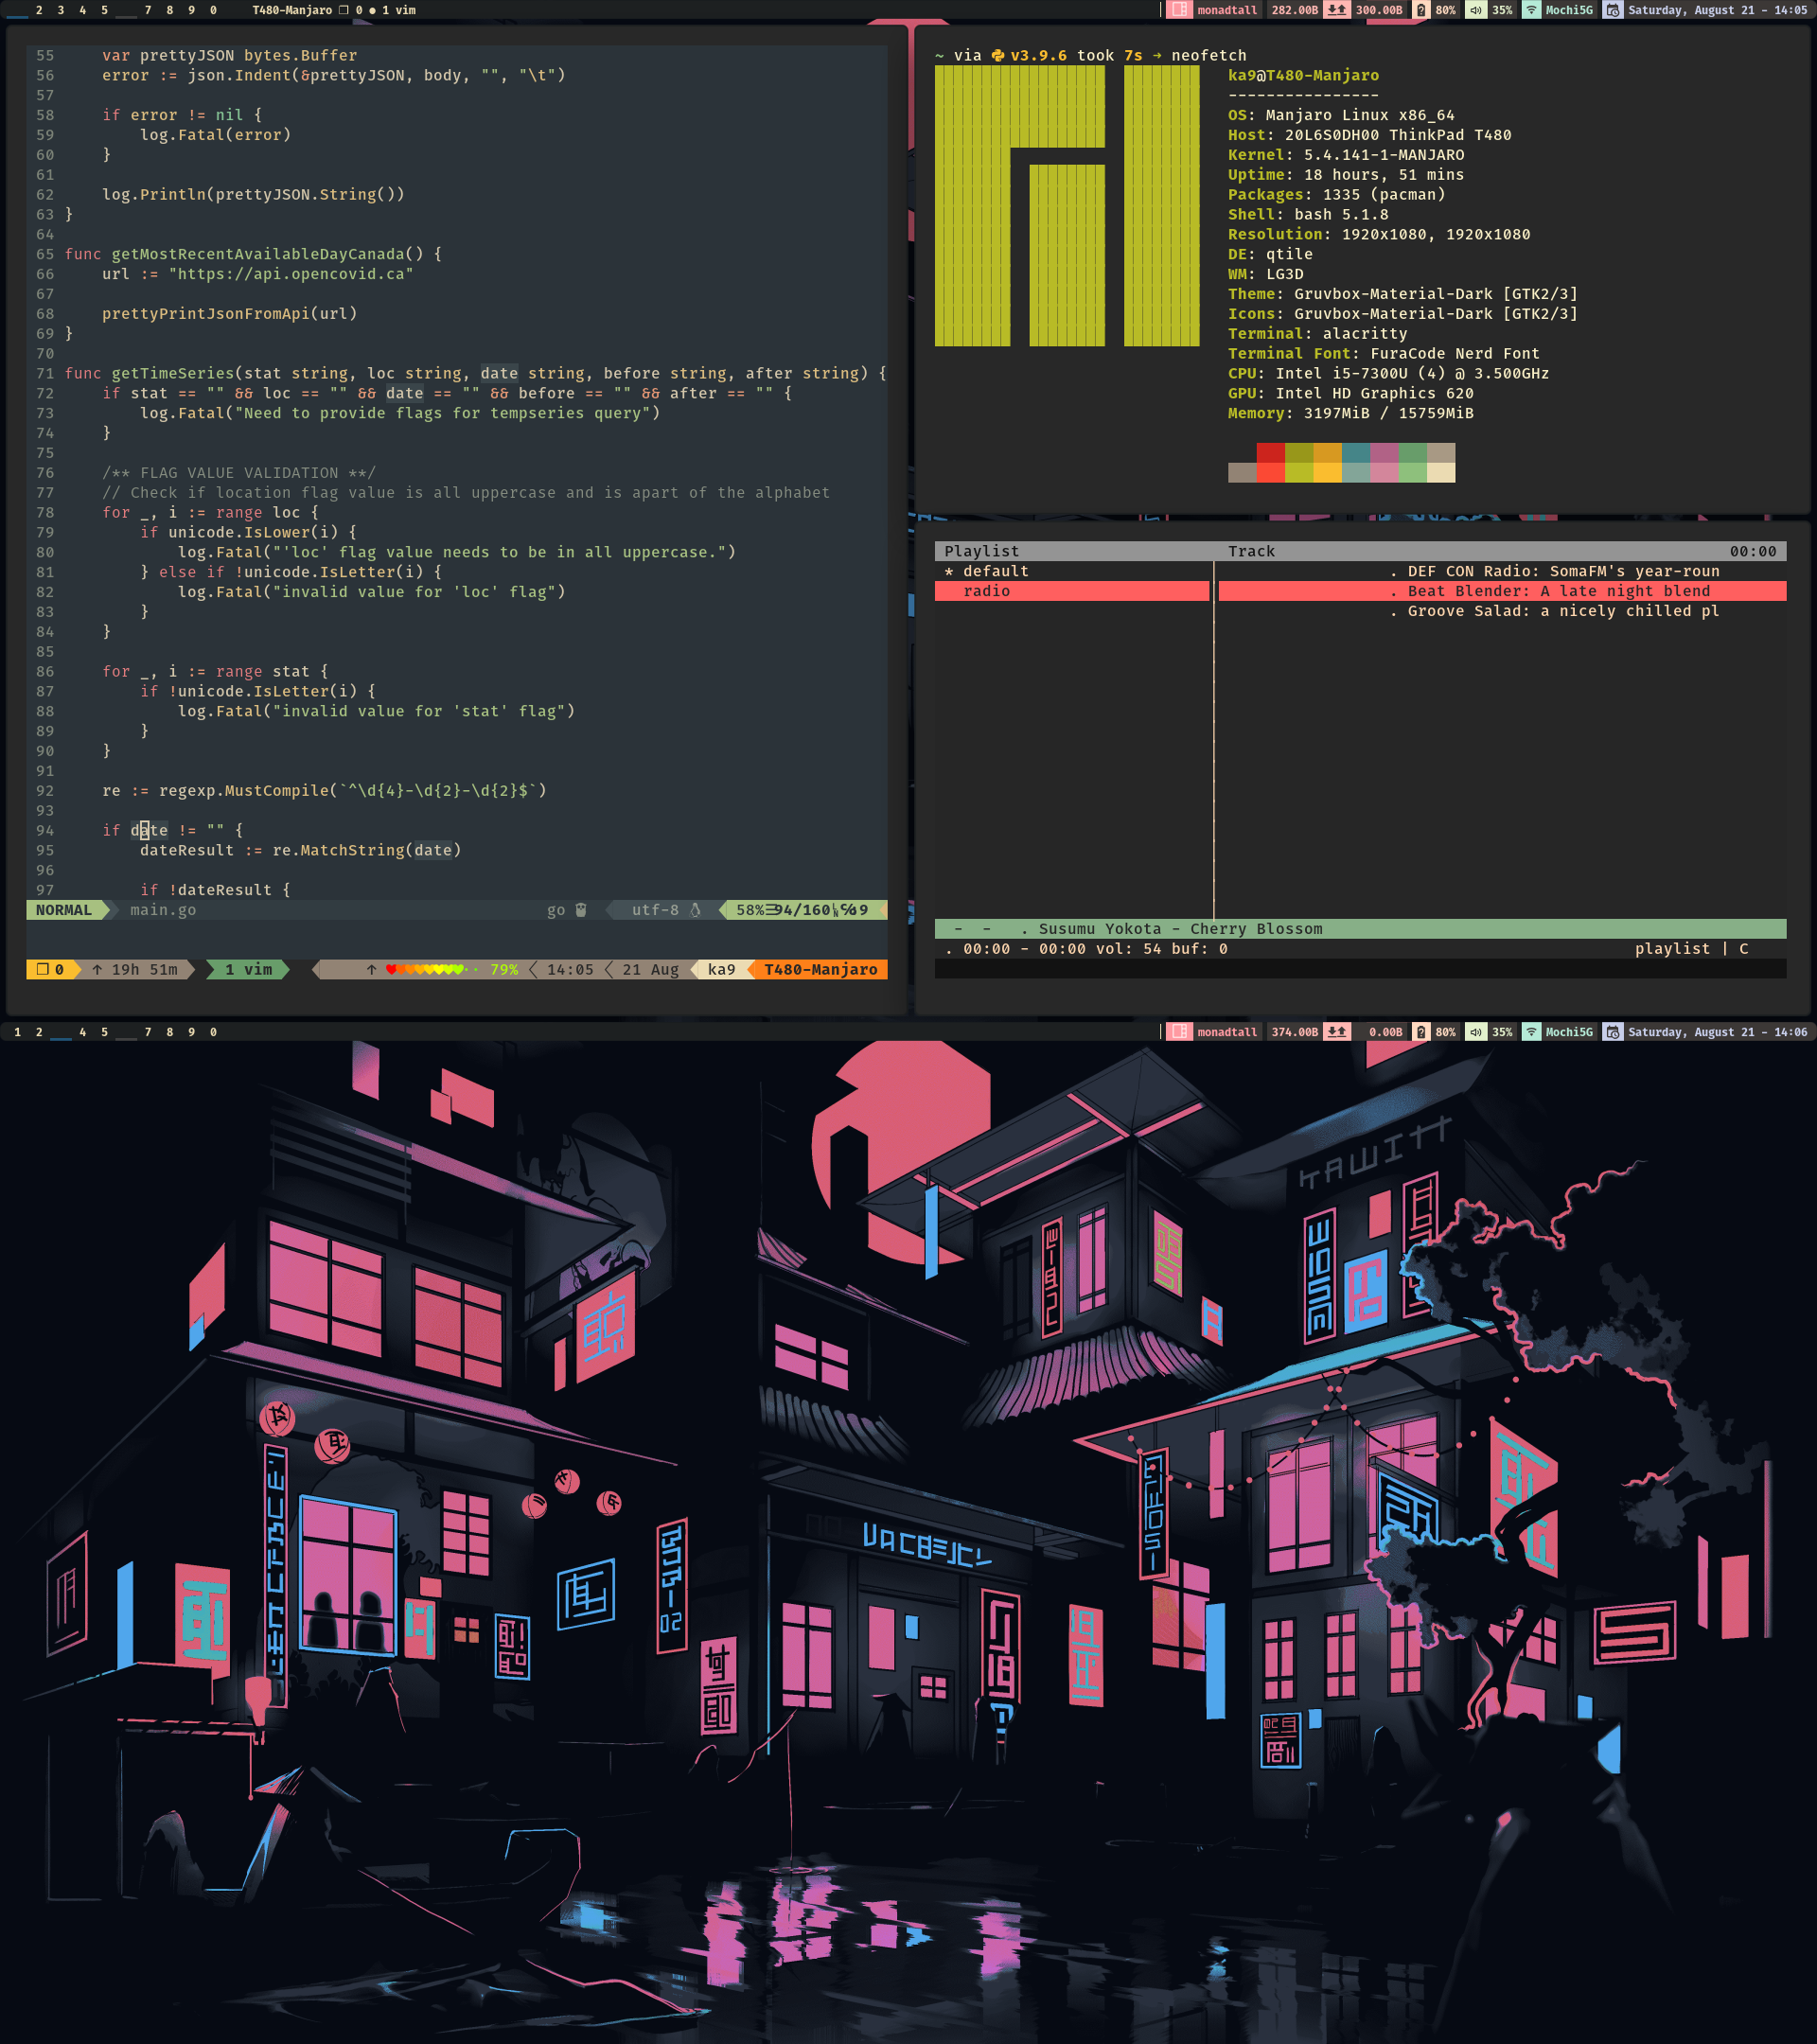 2 3 4 5 7 8 9 0 T480-Manjaro ❐ 0 ● 1 vim
monadtall 282.00B 300.00B 80% 35% Mochi5G Saturday, August 21 - 14:05
55 var prettyJSON bytes.Buffer
56 error := json.Indent(&prettyJSON, body, "", "\t")
57
58 if error != nil {
59 log.Fatal(error)
60 }
61
62 log.Println(prettyJSON.String())
63 }
64
65 func getMostRecentAvailableDayCanada() {
66 url := "https://api.opencovid.ca"
67
68 prettyPrintJsonFromApi(url)
69 }
70
71 func getTimeSeries(stat string, loc string, date string, before string, after string) {
72 if stat == "" && loc == "" && date == "" && before == "" && after == "" {
73 log.Fatal("Need to provide flags for tempseries query")
74 }
75
76 /** FLAG VALUE VALIDATION **/
77 // Check if location flag value is all uppercase and is apart of the alphabet
78 for _, i := range loc {
79 if unicode.IsLower(i) {
80 log.Fatal("'loc' flag value needs to be in all uppercase.")
81 } else if !unicode.IsLetter(i) {
82 log.Fatal("invalid value for 'loc' flag")
83 }
84 }
85
86 for _, i := range stat {
87 if !unicode.IsLetter(i) {
88 log.Fatal("invalid value for 'stat' flag")
89 }
90 }
91
92 re := regexp.MustCompile(`^\d{4}-\d{2}-\d{2}$`)
93
94 if date != "" {
95 dateResult := re.MatchString(date)
96
97 if !dateResult {
NORMAL main.go go utf-8 58% 94/160 9
❐ 0 ↑ 19h 51m 1 vim ↑ ♥♥♥♥♥♥♥♥·· 79% 14:05 21 Aug ka9 T480-Manjaro
~ via v3.9.6 took 7s → neofetch
ka9@T480-Manjaro
----------------
OS: Manjaro Linux x86_64
Host: 20L6S0DH00 ThinkPad T480
Kernel: 5.4.141-1-MANJARO
Uptime: 18 hours, 51 mins
Packages: 1335 (pacman)
Shell: bash 5.1.8
Resolution: 1920x1080, 1920x1080
DE: qtile
WM: LG3D
Theme: Gruvbox-Material-Dark [GTK2/3]
Icons: Gruvbox-Material-Dark [GTK2/3]
Terminal: alacritty
Terminal Font: FuraCode Nerd Font
CPU: Intel i5-7300U (4) @ 3.500GHz
GPU: Intel HD Graphics 620
Memory: 3197MiB / 15759MiB
Playlist Track 00:00
* default . DEF CON Radio: SomaFM's year-roun
radio . Beat Blender: A late night blend
. Groove Salad: a nicely chilled pl
- - . Susumu Yokota - Cherry Blossom
. 00:00 - 00:00 vol: 54 buf: 0 playlist | C
1 2 4 5 7 8 9 0
monadtall 374.00B 0.00B 80% 35% Mochi5G Saturday, August 21 - 14:06